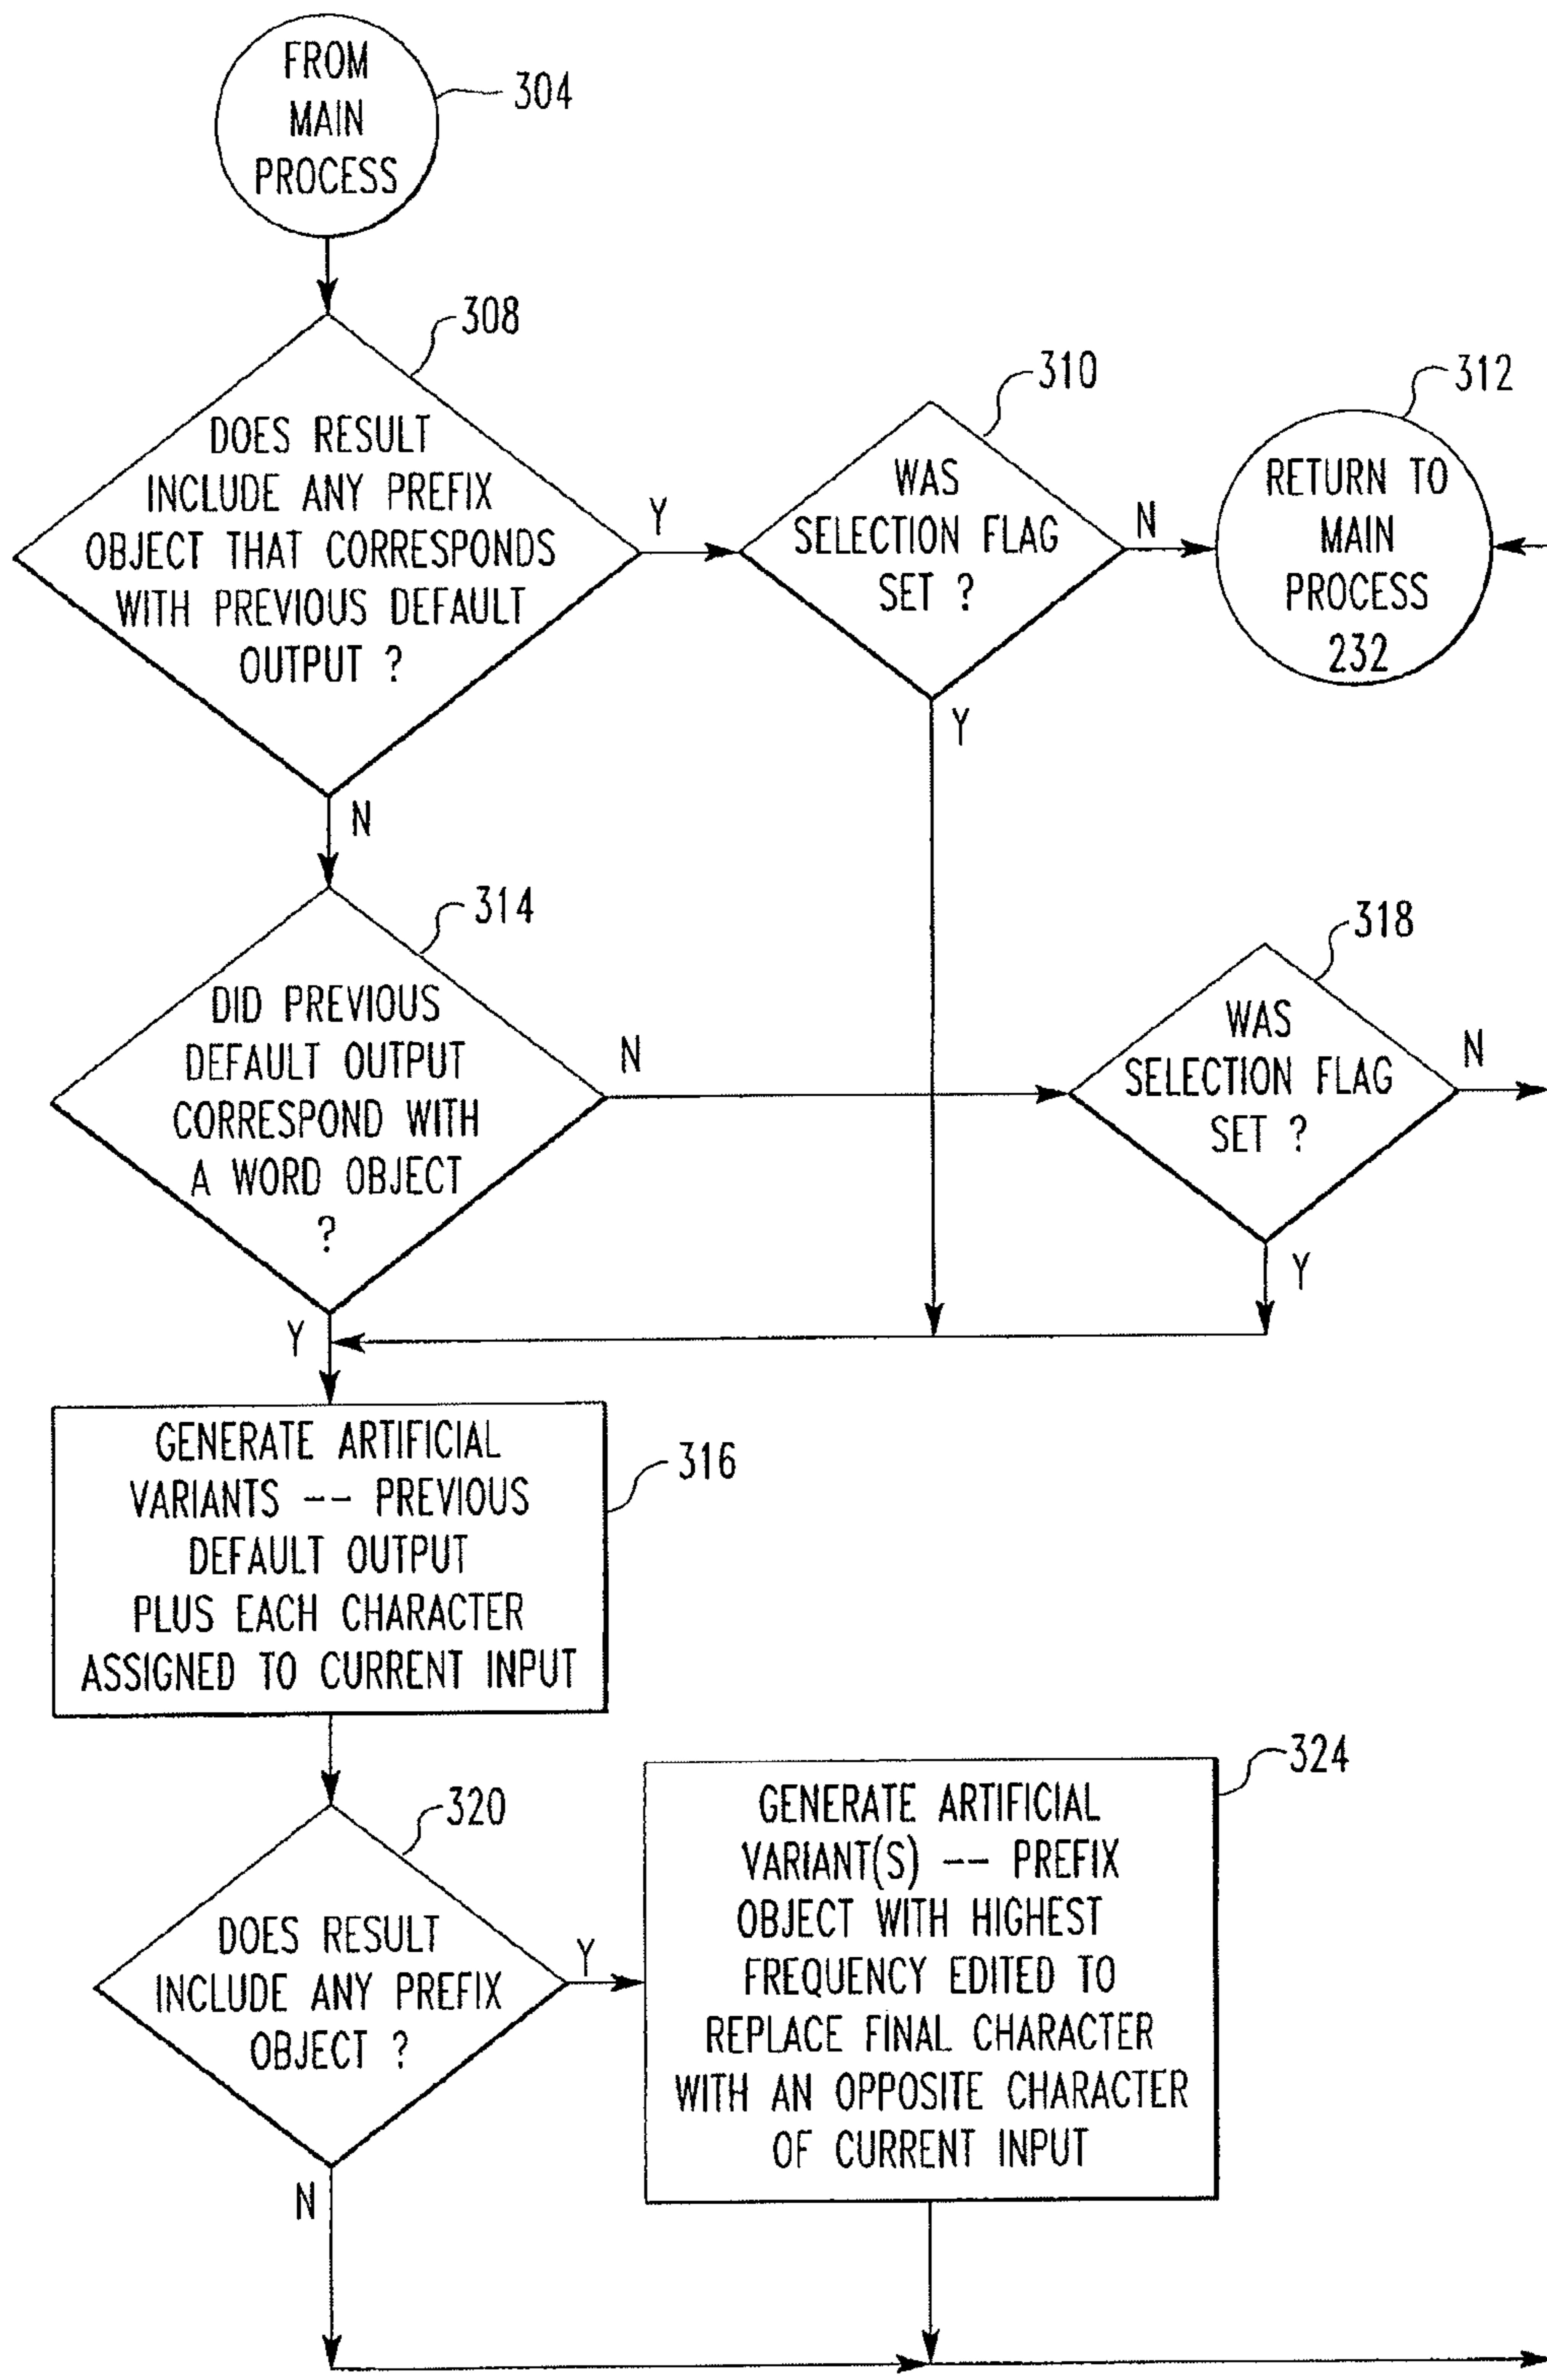 FROM
MAIN
PROCESS
304
308
DOES RESULT
INCLUDE ANY PREFIX
OBJECT THAT CORRESPONDS
WITH PREVIOUS DEFAULT
OUTPUT ?
Y
N
310
WAS
SELECTION FLAG
SET ?
N
Y
312
RETURN TO
MAIN
PROCESS
232
314
DID PREVIOUS
DEFAULT OUTPUT
CORRESPOND WITH
A WORD OBJECT
?
N
Y
318
WAS
SELECTION FLAG
SET ?
N
Y
GENERATE ARTIFICIAL
VARIANTS -- PREVIOUS
DEFAULT OUTPUT
PLUS EACH CHARACTER
ASSIGNED TO CURRENT INPUT
316
320
DOES RESULT
INCLUDE ANY PREFIX
OBJECT ?
Y
N
324
GENERATE ARTIFICIAL
VARIANT(S) -- PREFIX
OBJECT WITH HIGHEST
FREQUENCY EDITED TO
REPLACE FINAL CHARACTER
WITH AN OPPOSITE CHARACTER
OF CURRENT INPUT